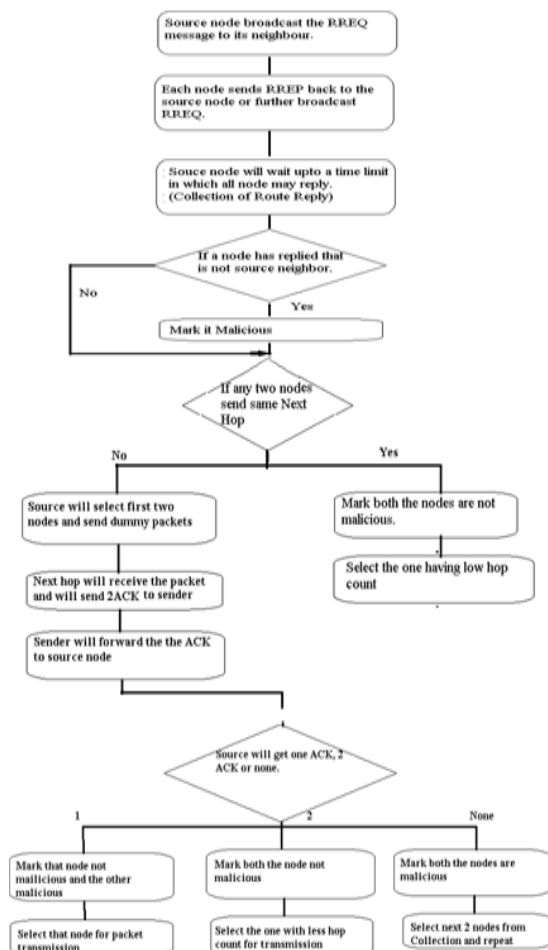 Source node broadcast the RREQ
message to its neighbour.
Each node sends RREP back to the
source node or further broadcast
RREQ.
Souce node will wait upto a time limit
in which all node may reply.
(Collection of Route Reply)
If a node has replied that
is not source neighbor.
No
Yes
Mark it Malicious
If any two nodes
send same Next
Hop
No
Yes
Source will select first two
nodes and send dummy packets
Mark both the nodes are not
malicious.
Next hop will receive the packet
and will send 2ACK to sender
Select the one having low hop
count
Sender will forward the the ACK
to source node
Source will get one ACK, 2
ACK or none.
1
2
None
Mark that node not
mailicious and the other
malicious
Mark both the node not
malicious
Mark both the nodes are
malicious
Select that node for packet
transmission
Select the one with less hop
count for transmission
Select next 2 nodes from
Collection and repeat